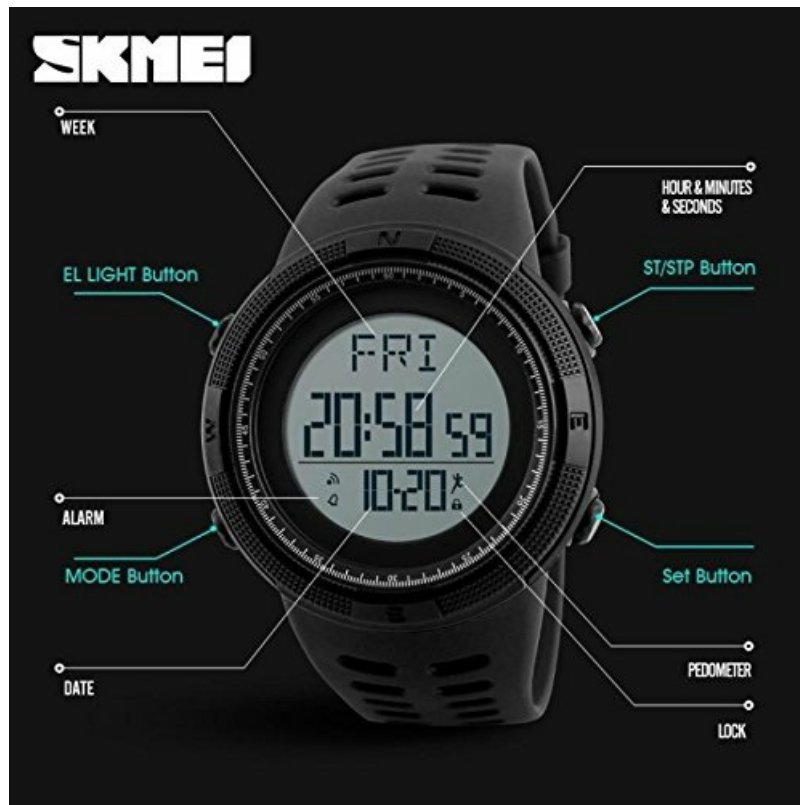 SKMEI
WEEK
HOUR & MINUTES
& SECONDS
EL LIGHT Button
ST/STP Button
N
FRI
20:58 59
W
E
10-20
ALARM
MODE Button
Set Button
PEDOMETER
DATE
LOCK